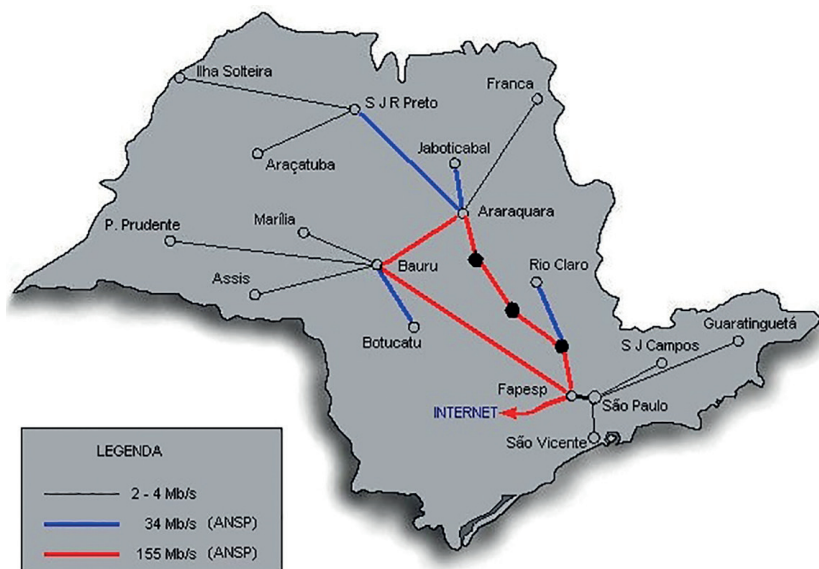 Ilha Solteira
Franca
S J R Preto
Jaboticabal
Araçatuba
Araraquara
Marília
P. Prudente
Bauru
Rio Claro
Assis
Guaratinguetá
Botucatu
S J Campos
Fapesp
São Paulo
INTERNET
São Vicente
LEGENDA
2 - 4 Mb/s
34 Mb/s (ANSP)
155 Mb/s (ANSP)